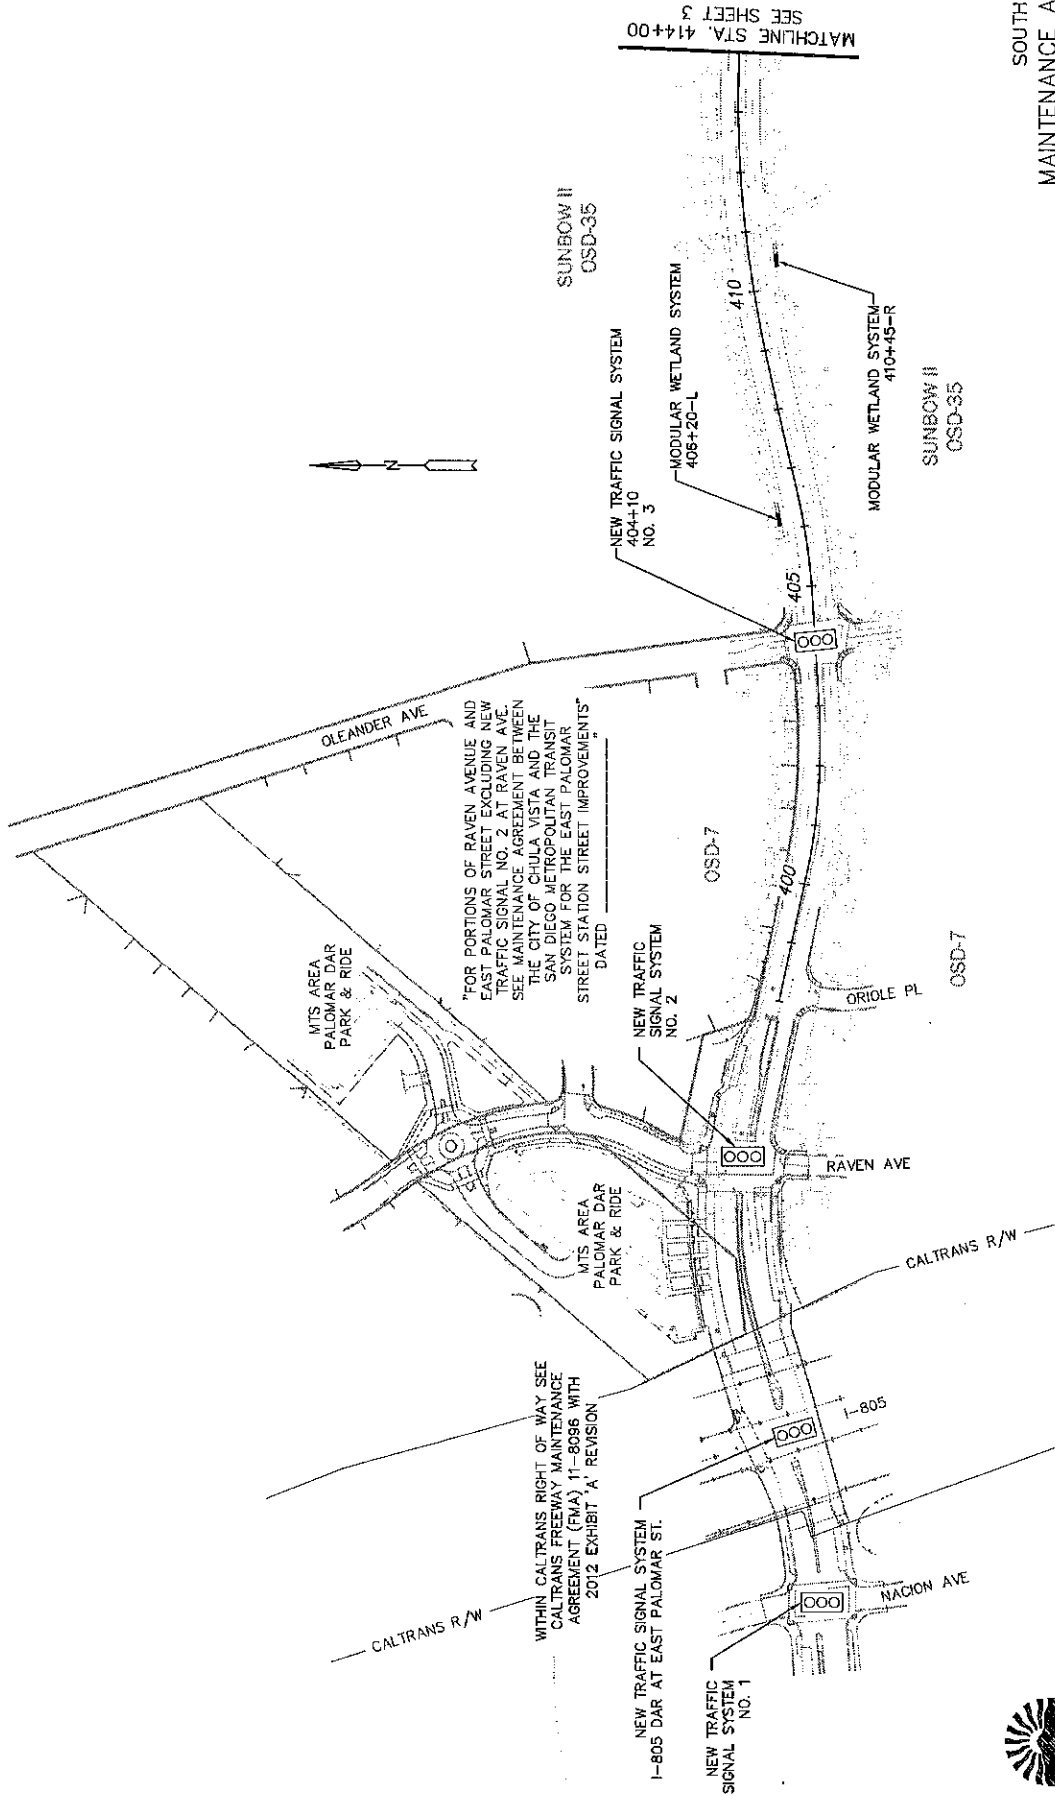 MATCHLINE STA. 414+00
SEE SHEET 3
SOUTH
MAINTENANCE A
SUNBOW II
OSD-35
NEW TRAFFIC SIGNAL SYSTEM
404+10
NO. 3
MODULAR WETLAND SYSTEM
406+20-L
410
MODULAR WETLAND SYSTEM
410+45-R
SUNBOW II
OSD-35
405
OLEANDER AVE
"FOR PORTIONS OF RAVEN AVENUE AND
EAST PALOMAR STREET EXCLUDING NEW
TRAFFIC SIGNAL NO. 2 AT RAVEN AVE.
SEE MAINTENANCE AGREEMENT BETWEEN
THE CITY OF CHULA VISTA AND THE
SAN DIEGO METROPOLITAN TRANSIT
SYSTEM FOR THE EAST PALOMAR
STREET STATION STREET IMPROVEMENTS"
DATED "
N
OSD-7
400
OSD-7
ORIOLE PL
MTS AREA
PALOMAR DAR
PARK & RIDE
NEW TRAFFIC
SIGNAL SYSTEM
NO. 2
RAVEN AVE
MTS AREA
PALOMAR DAR
PARK & RIDE
CALTRANS R/W
WITHIN CALTRANS RIGHT OF WAY SEE
CALTRANS FREEWAY MAINTENANCE
AGREEMENT (FMA) 11-8096 WITH
2012 EXHIBIT 'A' REVISION
I-805
CALTRANS R/W
NEW TRAFFIC SIGNAL SYSTEM
I-805 DAR AT EAST PALOMAR ST.
NACION AVE
NEW TRAFFIC
SIGNAL SYSTEM
NO. 1